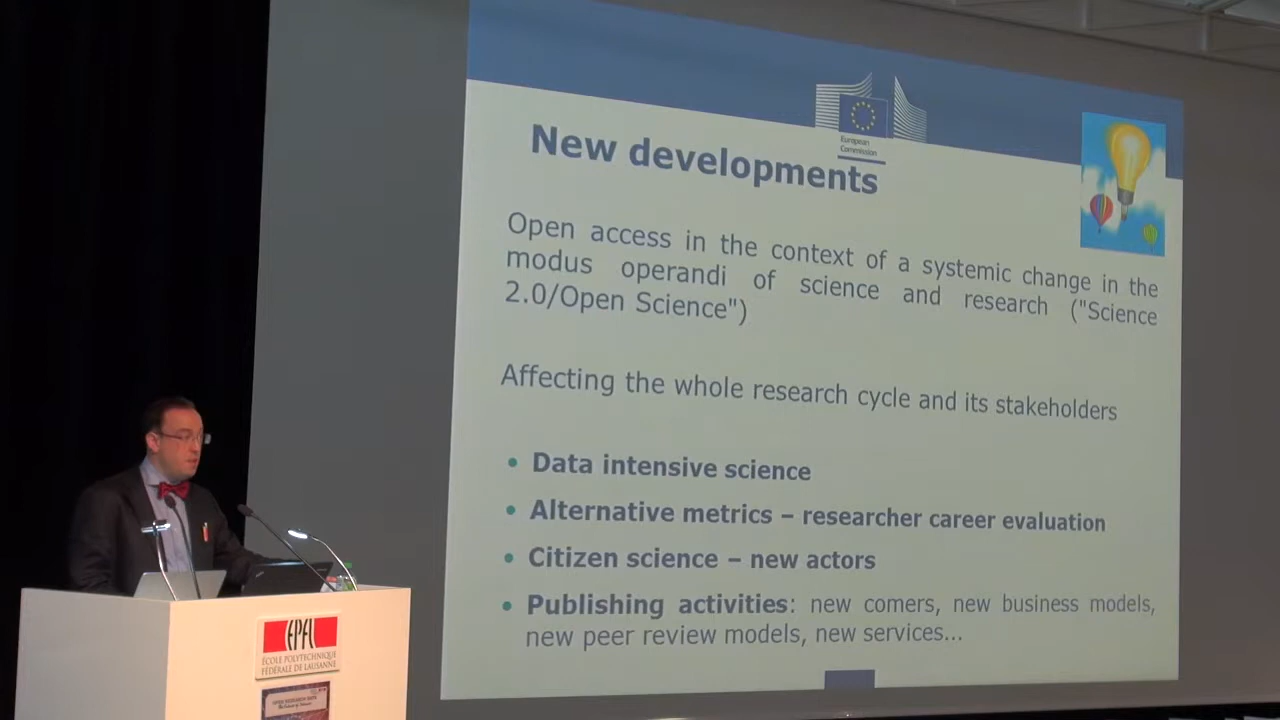 European
Commission
New developments
Open access in the context of a systemic change in the
modus operandi of science and research ("Science
2.0/Open Science")
Affecting the whole research cycle and its stakeholders
• Data intensive science
• Alternative metrics – researcher career evaluation
• Citizen science – new actors
• Publishing activities: new comers, new business models,
new peer review models, new services...
EPFL
ÉCOLE POLYTECHNIQUE
FÉDÉRALE DE LAUSANNE
OPEN RESEARCH DATA